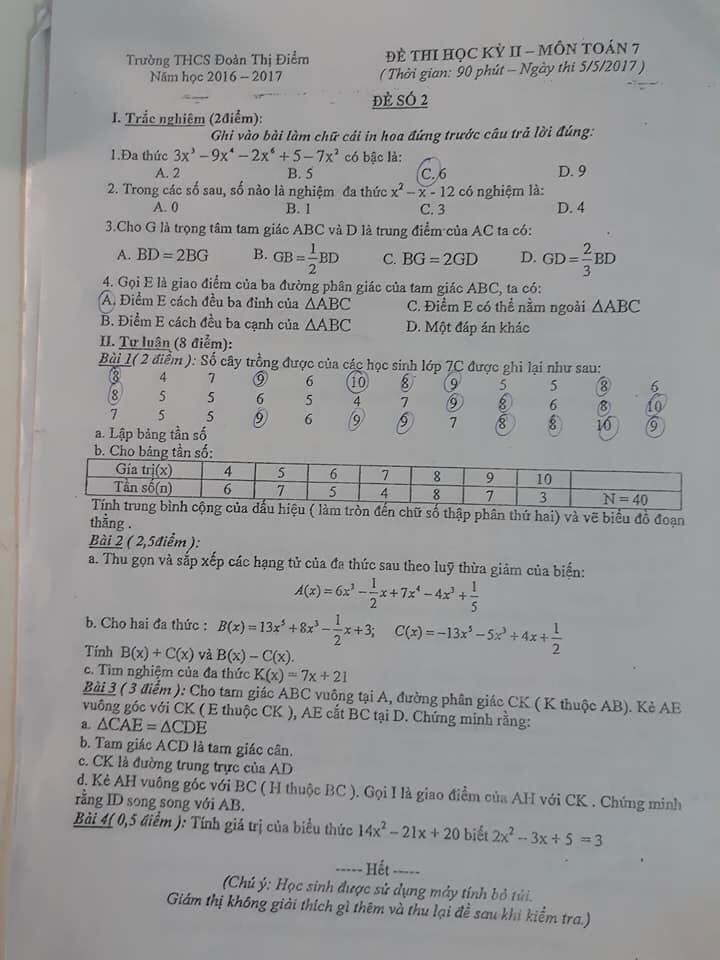 Trường THCS Đoàn Thị Điểm
Năm học 2016 – 2017
ĐỀ THI HỌC KỲ II – MÔN TOÁN 7
( Thời gian: 90 phút – Ngày thi 5/5/2017 )
ĐỀ SỐ 2
I. Trắc nghiệm (2điểm):
Ghi vào bài làm chữ cái in hoa đứng trước câu trả lời đúng:
1.Đa thức 3x³ − 9x⁴ − 2x⁶ + 5 − 7x² có bậc là:
A. 2 B. 5 C. 6 D. 9
2. Trong các số sau, số nào là nghiệm đa thức x² – x - 12 có nghiệm là:
A. 0 B. 1 C. 3 D. 4
3.Cho G là trọng tâm tam giác ABC và D là trung điểm của AC ta có:
A. BD = 2BG B. GB = 1/2 BD C. BG = 2GD D. GD = 2/3 BD
4. Gọi E là giao điểm của ba đường phân giác của tam giác ABC, ta có:
A. Điểm E cách đều ba đỉnh của ΔABC C. Điểm E có thể nằm ngoài ΔABC
B. Điểm E cách đều ba cạnh của ΔABC D. Một đáp án khác
II. Tự luận (8 điểm):
Bài 1( 2 điểm ): Số cây trồng được của các học sinh lớp 7C được ghi lại như sau:
8 4 7 9 6 10 8 9 5 5 8 6
8 5 5 6 5 4 7 9 8 6 8 10
7 5 5 9 6 9 9 7 8 8 10 9
a. Lập bảng tần số
b. Cho bảng tần số:
Gía trị(x) 4 5 6 7 8 9 10
Tần số(n) 6 7 5 4 8 7 3 N = 40
Tính trung bình cộng của dấu hiệu ( làm tròn đến chữ số thập phân thứ hai) và vẽ biểu đồ đoạn
thẳng .
Bài 2 ( 2,5điểm ):
a. Thu gọn và sắp xếp các hạng tử của đa thức sau theo luỹ thừa giảm của biến:
A(x) = 6x³ − 1/2 x + 7x⁴ − 4x³ + 1/5
b. Cho hai đa thức : B(x) = 13x⁵ + 8x³ − 1/2 x + 3; C(x) = −13x⁵ − 5x³ + 4x + 1/2
Tính B(x) + C(x) và B(x) – C(x).
c. Tìm nghiệm của đa thức K(x) = 7x + 21
Bài 3 ( 3 điểm ): Cho tam giác ABC vuông tại A, đường phân giác CK ( K thuộc AB). Kẻ AE
vuông góc với CK ( E thuộc CK ), AE cắt BC tại D. Chứng minh rằng:
a. ΔCAE = ΔCDE
b. Tam giác ACD là tam giác cân.
c. CK là đường trung trực của AD
d. Kẻ AH vuông góc với BC ( H thuộc BC ). Gọi I là giao điểm của AH với CK . Chứng minh
rằng ID song song với AB.
Bài 4( 0,5 điểm ): Tính giá trị của biểu thức 14x² – 21x + 20 biết 2x² – 3x + 5 = 3
----- Hết -----
(Chú ý: Học sinh được sử dụng máy tính bỏ túi.
Giám thị không giải thích gì thêm và thu lại đề sau khi kiểm tra.)